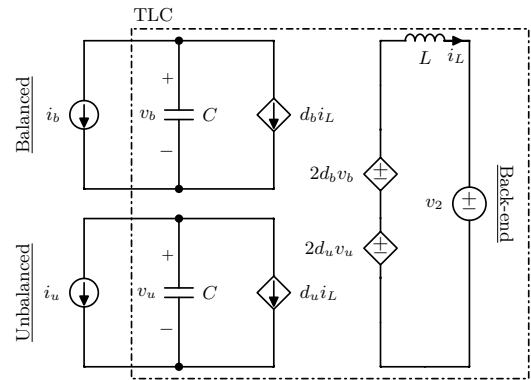 TLC
L
i_L
Balanced
i_b
+
v_b
−
C
d_b i_L
2d_b v_b
v_2
Back-end
2d_u v_u
Unbalanced
i_u
+
v_u
−
C
d_u i_L